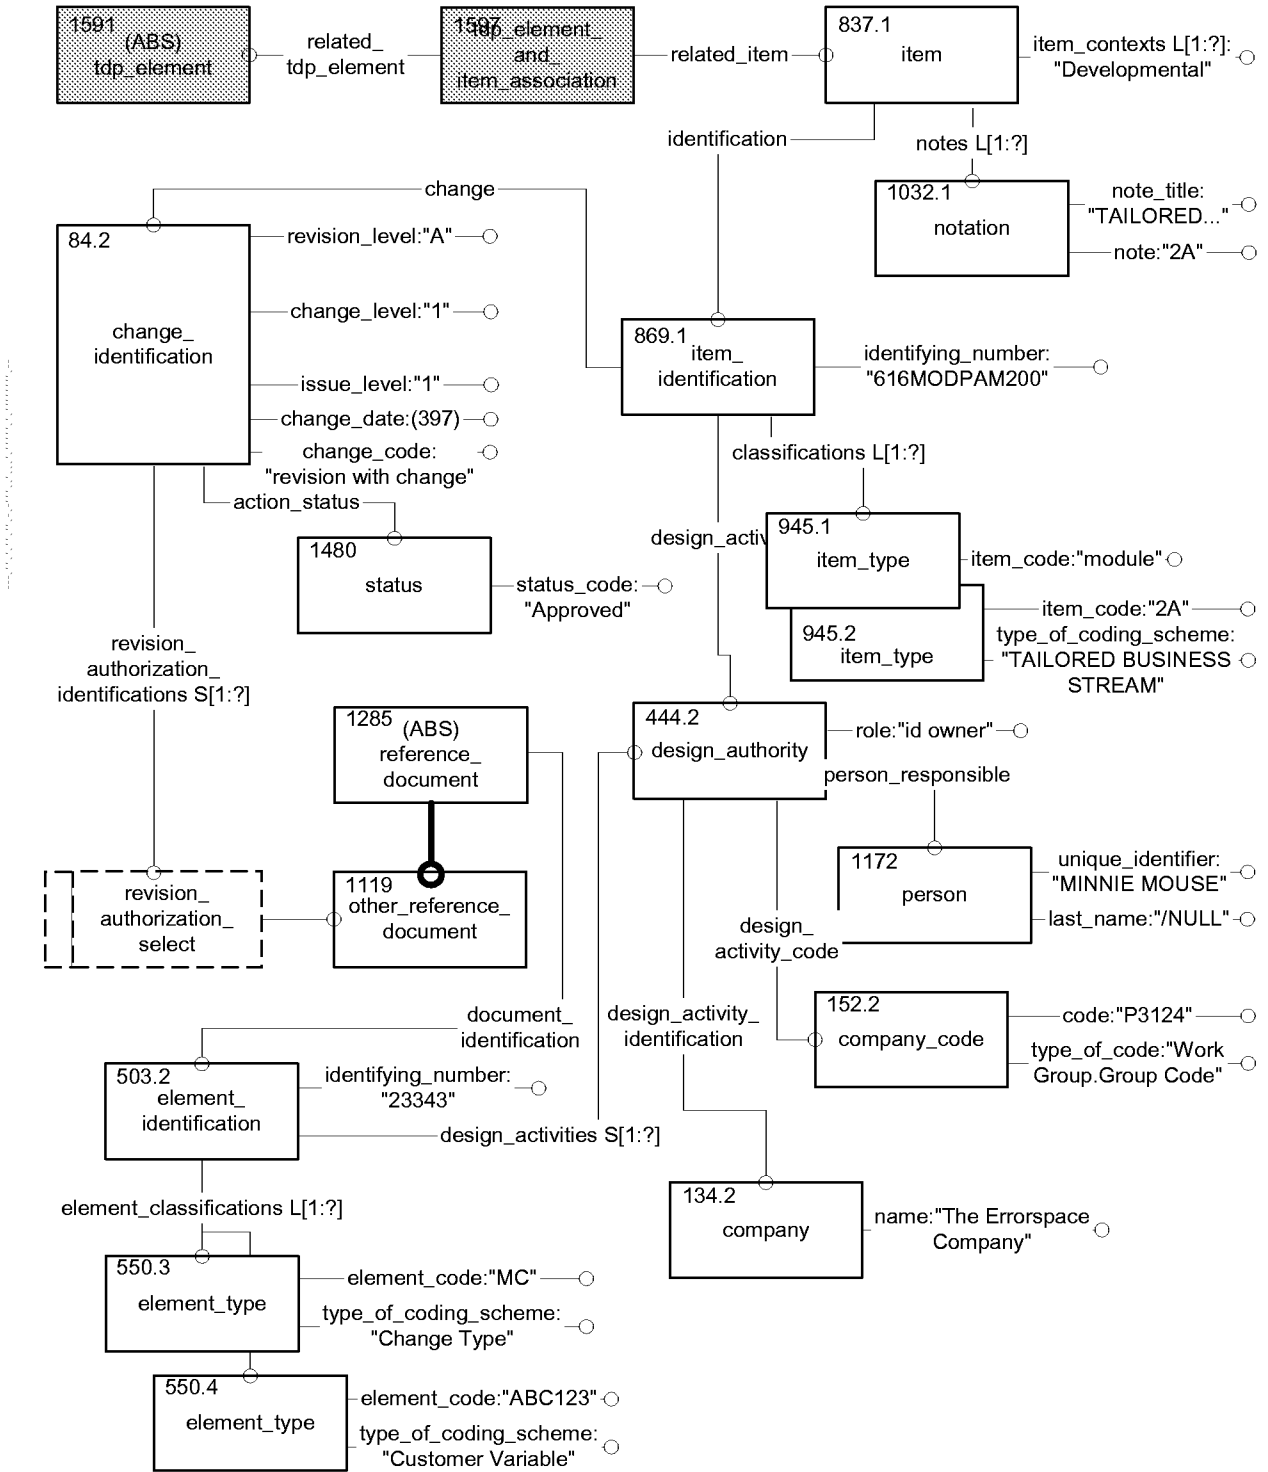 1591
(ABS)
tdp_element
related_
tdp_element
1597
tdp_element_
and_
item_association
related_item
837.1
item
item_contexts L[1:?]:
"Developmental"
identification
notes L[1:?]
1032.1
notation
note_title:
"TAILORED..."
note:"2A"
change
84.2
change_
identification
revision_level:"A"
change_level:"1"
issue_level:"1"
change_date:(397)
change_code:
"revision with change"
action_status
869.1
item_
identification
identifying_number:
"616MODPAM200"
classifications L[1:?]
design_activ
945.1
item_type
item_code:"module"
945.2
item_type
item_code:"2A"
type_of_coding_scheme:
"TAILORED BUSINESS
STREAM"
1480
status
status_code:
"Approved"
revision_
authorization_
identifications S[1:?]
1285
(ABS)
reference_
document
444.2
design_authority
role:"id owner"
person_responsible
1172
person
unique_identifier:
"MINNIE MOUSE"
last_name:"/NULL"
revision_
authorization_
select
1119
other_reference_
document
design_
activity_code
document_
identification
design_activity_
identification
152.2
company_code
code:"P3124"
type_of_code:"Work
Group.Group Code"
503.2
element_
identification
identifying_number:
"23343"
design_activities S[1:?]
element_classifications L[1:?]
134.2
company
name:"The Errorspace
Company"
550.3
element_type
element_code:"MC"
type_of_coding_scheme:
"Change Type"
550.4
element_type
element_code:"ABC123"
type_of_coding_scheme:
"Customer Variable"